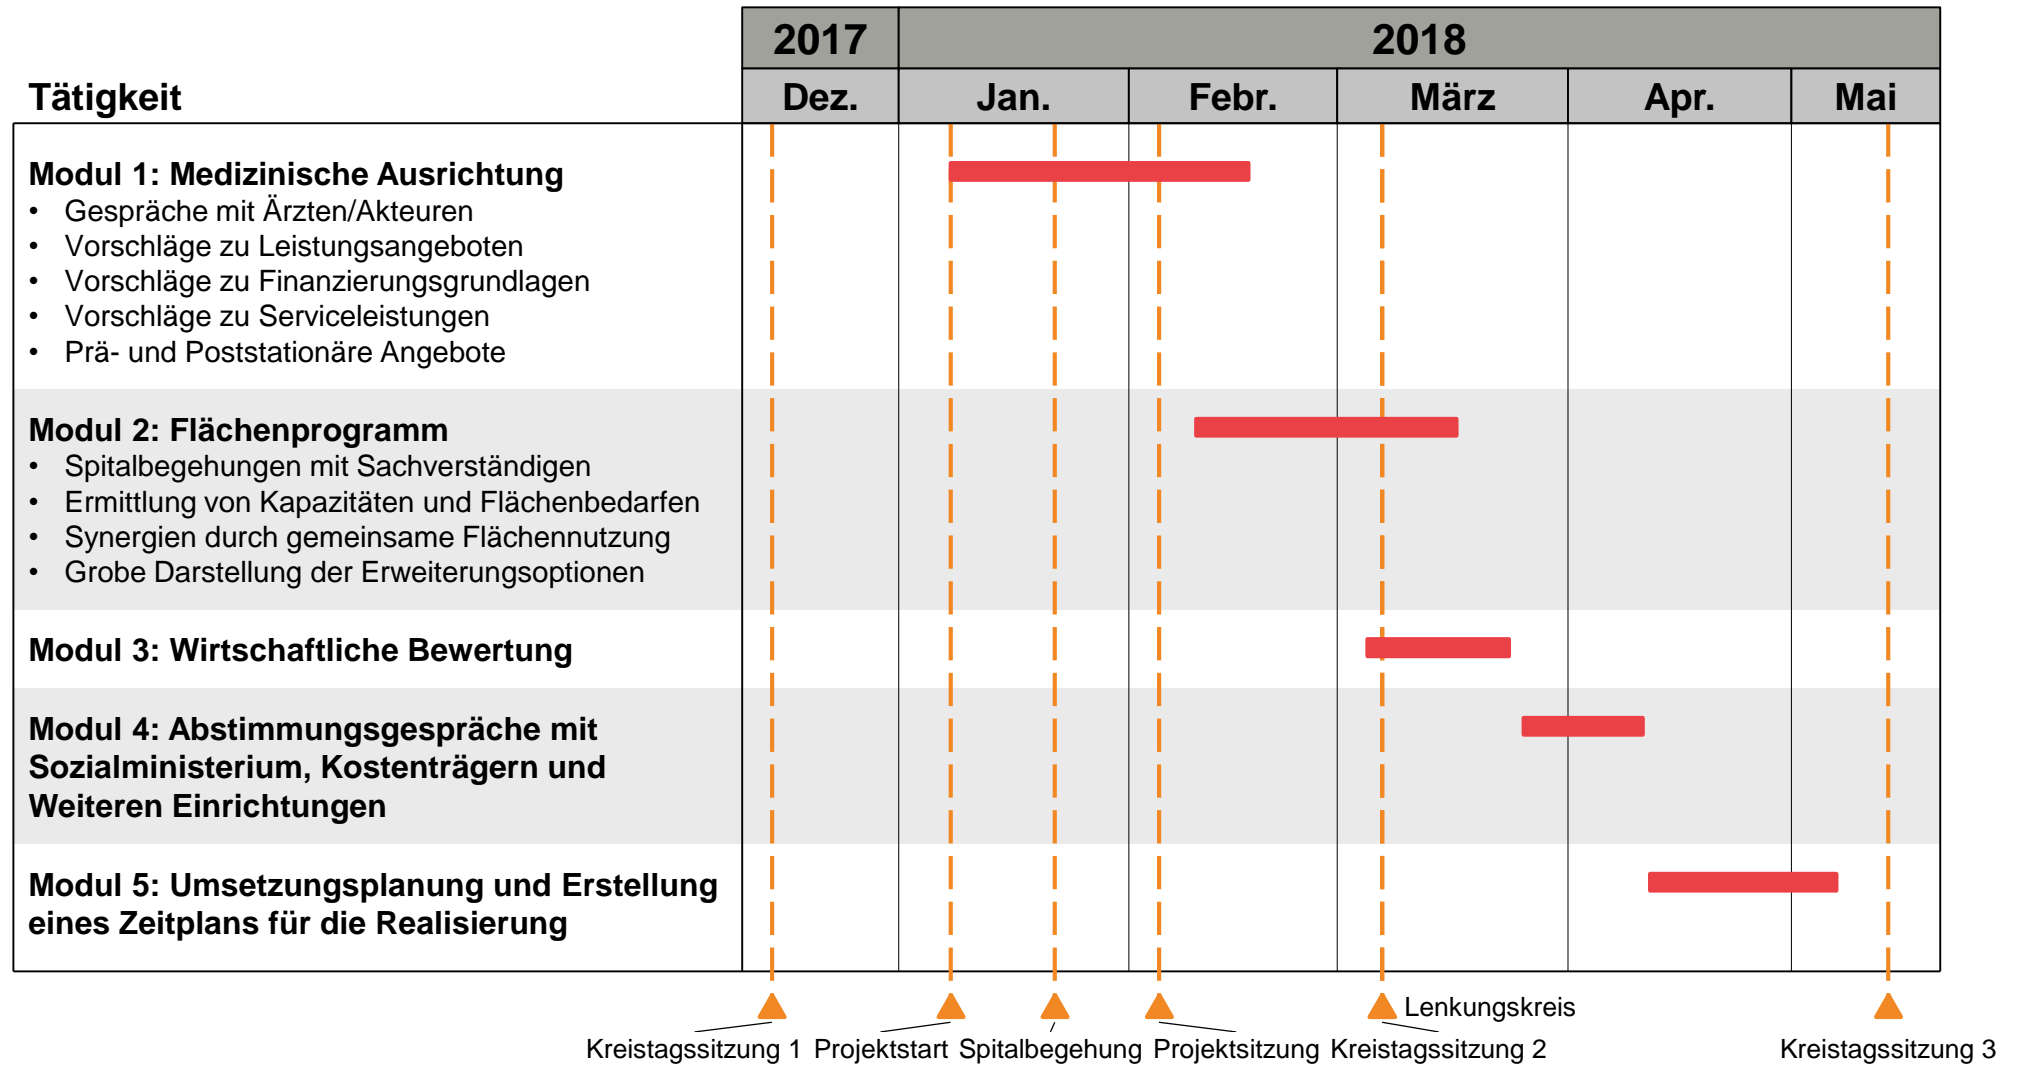 2017 2018
Tätigkeit Dez. Jan. Febr. März Apr. Mai
Modul 1: Medizinische Ausrichtung
• Gespräche mit Ärzten/Akteuren
• Vorschläge zu Leistungsangeboten
• Vorschläge zu Finanzierungsgrundlagen
• Vorschläge zu Serviceleistungen
• Prä- und Poststationäre Angebote
Modul 2: Flächenprogramm
• Spitalbegehungen mit Sachverständigen
• Ermittlung von Kapazitäten und Flächenbedarfen
• Synergien durch gemeinsame Flächennutzung
• Grobe Darstellung der Erweiterungsoptionen
Modul 3: Wirtschaftliche Bewertung
Modul 4: Abstimmungsgespräche mit
Sozialministerium, Kostenträgern und
Weiteren Einrichtungen
Modul 5: Umsetzungsplanung und Erstellung
eines Zeitplans für die Realisierung
Lenkungskreis
Kreistagssitzung 1 Projektstart Spitalbegehung Projektsitzung Kreistagssitzung 2 Kreistagssitzung 3